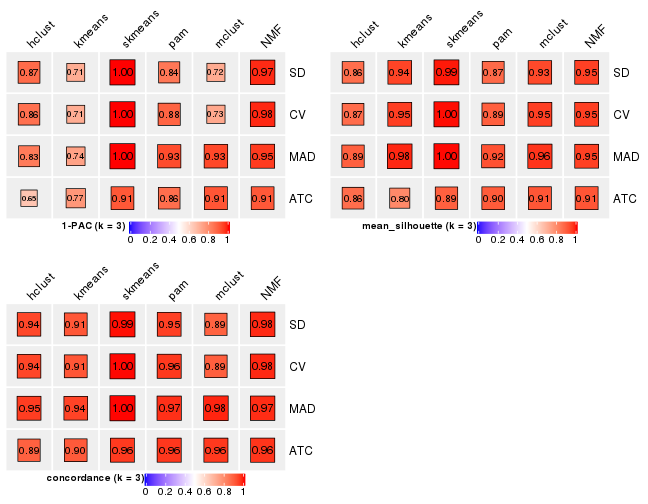 hclust kmeans skmeans pam mclust NMF
0.87 0.71 1.00 0.84 0.72 0.97 SD
0.86 0.71 1.00 0.88 0.73 0.98 CV
0.83 0.74 1.00 0.93 0.93 0.95 MAD
0.65 0.77 0.91 0.86 0.91 0.91 ATC
1-PAC (k = 3)
0 0.2 0.4 0.6 0.8 1
hclust kmeans skmeans pam mclust NMF
0.86 0.94 0.99 0.87 0.93 0.95 SD
0.87 0.95 1.00 0.89 0.95 0.95 CV
0.89 0.98 1.00 0.92 0.96 0.95 MAD
0.86 0.80 0.89 0.90 0.91 0.91 ATC
mean_silhouette (k = 3)
0 0.2 0.4 0.6 0.8 1
hclust kmeans skmeans pam mclust NMF
0.94 0.91 0.99 0.95 0.89 0.98 SD
0.94 0.91 1.00 0.96 0.89 0.98 CV
0.95 0.94 1.00 0.97 0.98 0.97 MAD
0.89 0.90 0.96 0.96 0.96 0.96 ATC
concordance (k = 3)
0 0.2 0.4 0.6 0.8 1